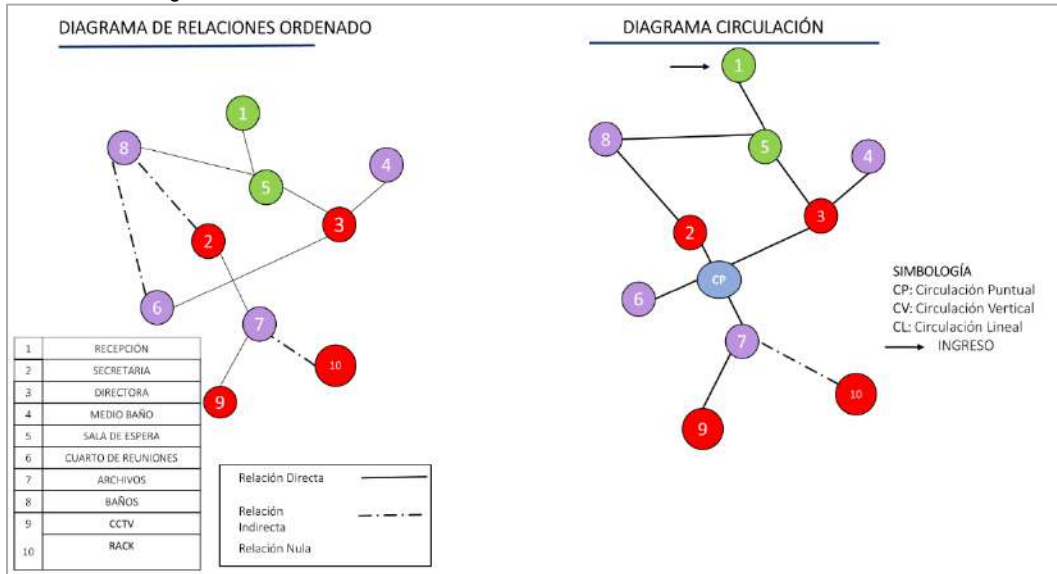 DIAGRAMA DE RELACIONES ORDENADO
1
8
4
5
3
2
6
7
10
9
1 RECEPCIÓN
2 SECRETARIA
3 DIRECTORA
4 MEDIO BAÑO
5 SALA DE ESPERA
6 CUARTO DE REUNIONES
7 ARCHIVOS
8 BAÑOS
9 CCTV
10 RACK
Relación Directa
Relación
Indirecta
Relación Nula
DIAGRAMA CIRCULACIÓN
1
8
5
4
3
2
CP
6
7
10
9
SIMBOLOGÍA
CP: Circulación Puntual
CV: Circulación Vertical
CL: Circulación Lineal
INGRESO